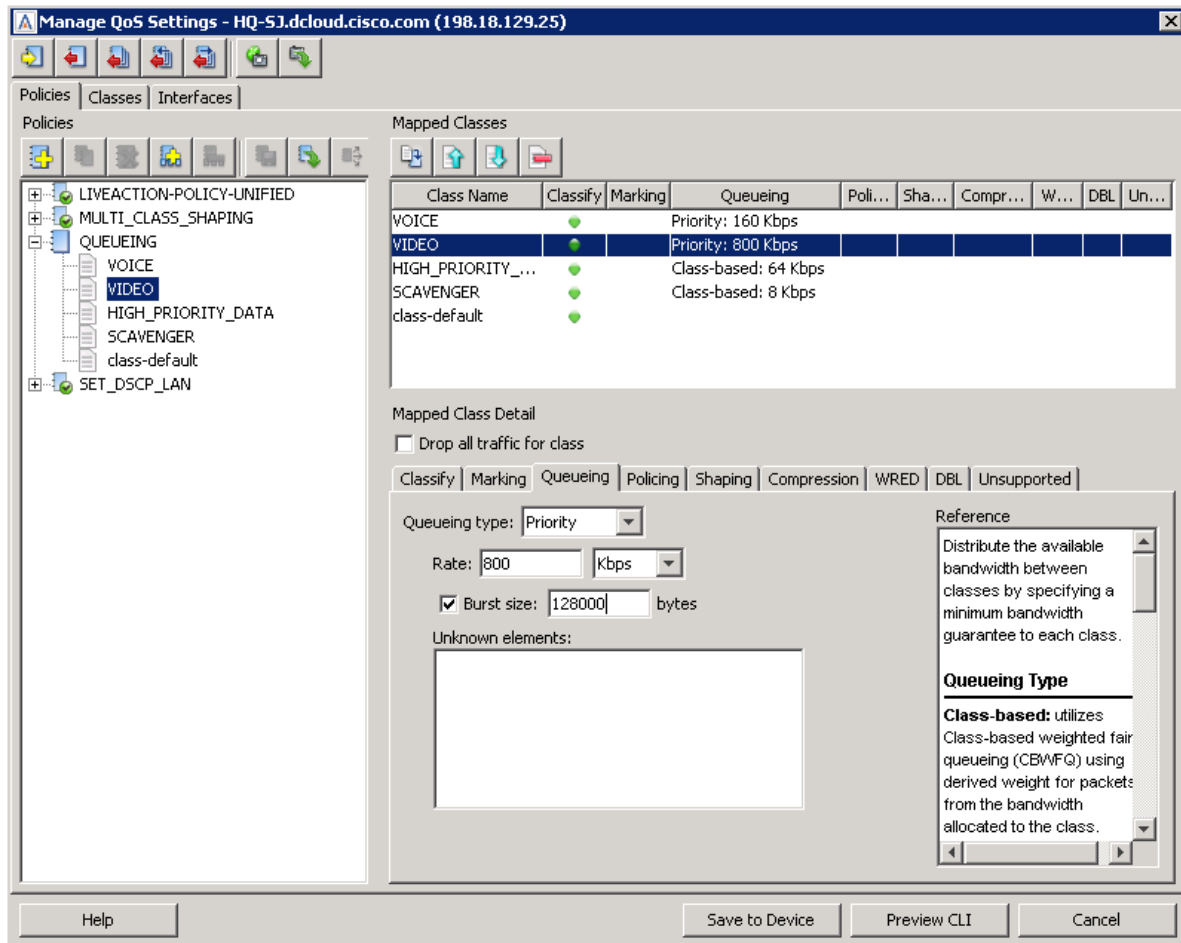 Manage QoS Settings - HQ-SJ.dcloud.cisco.com (198.18.129.25)
Policies Classes Interfaces
Policies
LIVEACTION-POLICY-UNIFIED
MULTI_CLASS_SHAPING
QUEUEING
VOICE
VIDEO
HIGH_PRIORITY_DATA
SCAVENGER
class-default
SET_DSCP_LAN
Mapped Classes
Class Name Classify Marking Queueing Poli... Sha... Compr... W... DBL Un...
VOICE Priority: 160 Kbps
VIDEO Priority: 800 Kbps
HIGH_PRIORITY_... Class-based: 64 Kbps
SCAVENGER Class-based: 8 Kbps
class-default
Mapped Class Detail
Drop all traffic for class
Classify Marking Queueing Policing Shaping Compression WRED DBL Unsupported
Queueing type: Priority
Rate: 800 Kbps
Burst size: 128000 bytes
Unknown elements:
Reference
Distribute the available
bandwidth between
classes by specifying a
minimum bandwidth
guarantee to each class.
Queueing Type
Class-based: utilizes
Class-based weighted fair
queueing (CBWFQ) using
derived weight for packets
from the bandwidth
allocated to the class.
Help Save to Device Preview CLI Cancel